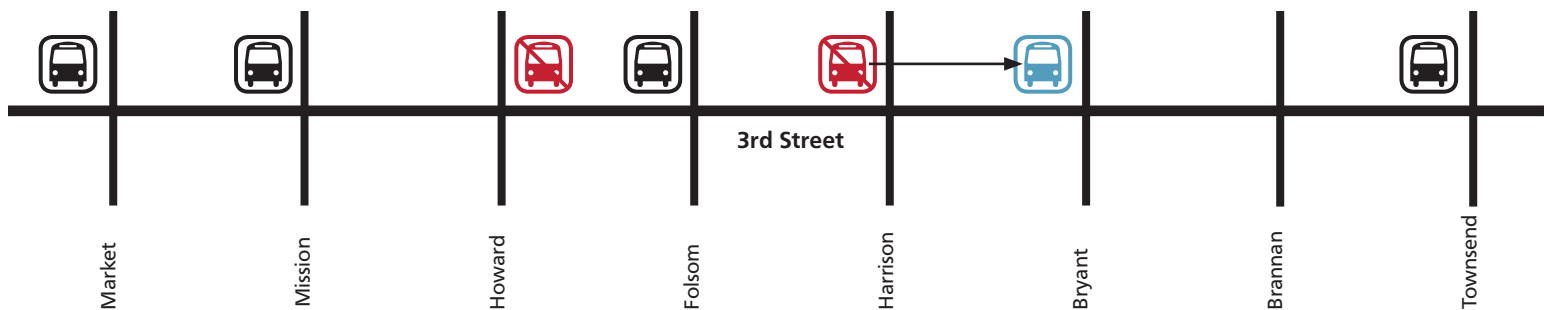 3rd Street
Market
Mission
Howard
Folsom
Harrison
Bryant
Brannan
Townsend